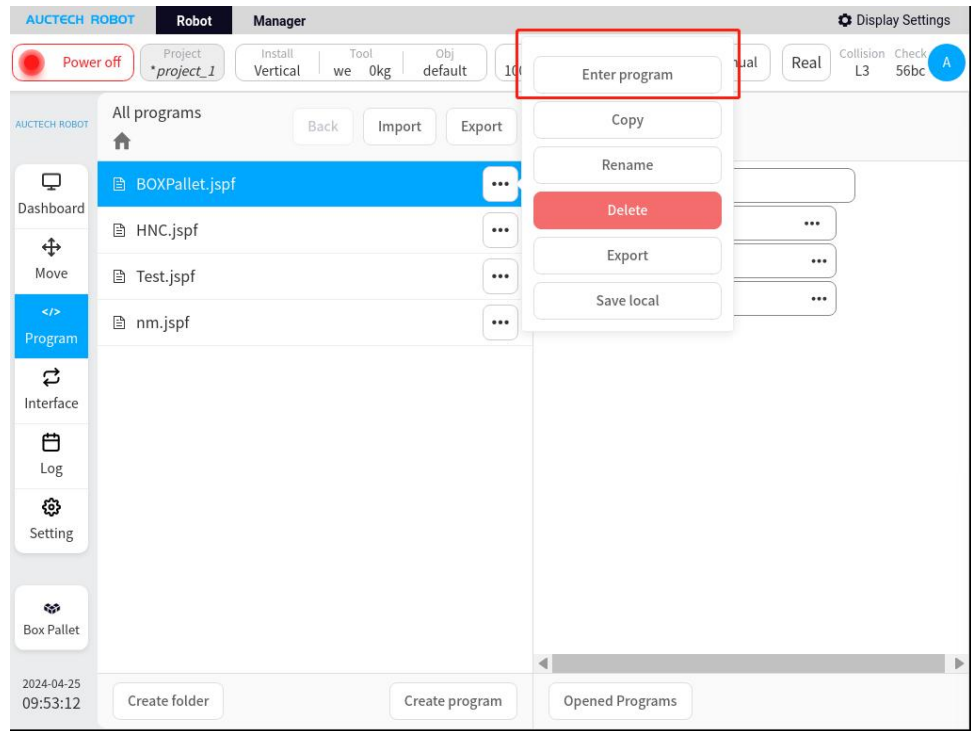 AUCTECH ROBOT Robot Manager Display Settings
Power off Project *project_1 Install Vertical Tool we 0kg Obj default Real Collision L3 Check 56bc A
AUCTECH ROBOT
All programs
Back Import Export
Enter program
Copy
Rename
Delete
Export
Save local
BOXPallet.jspf
HNC.jspf
Test.jspf
nm.jspf
Dashboard
Move
</>
Program
Interface
Log
Setting
Box Pallet
2024-04-25
09:53:12
Create folder Create program Opened Programs